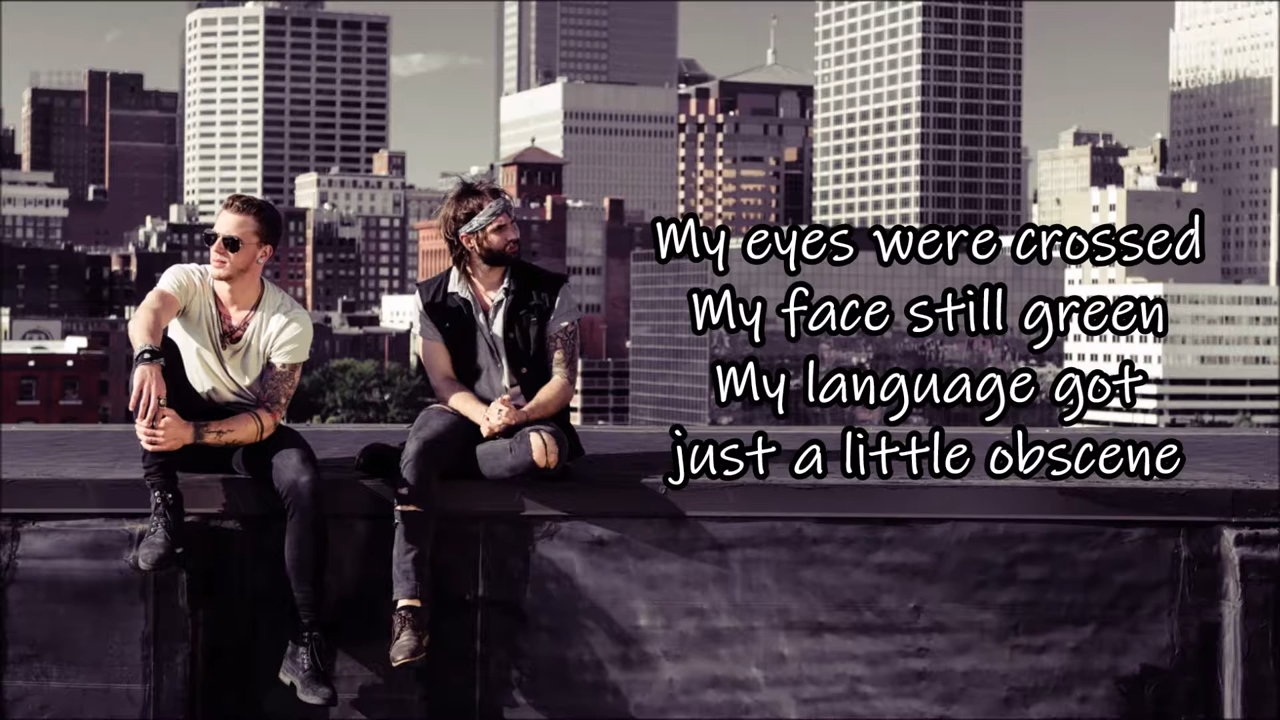 My eyes were crossed
My face still green
My language got
just a little obscene